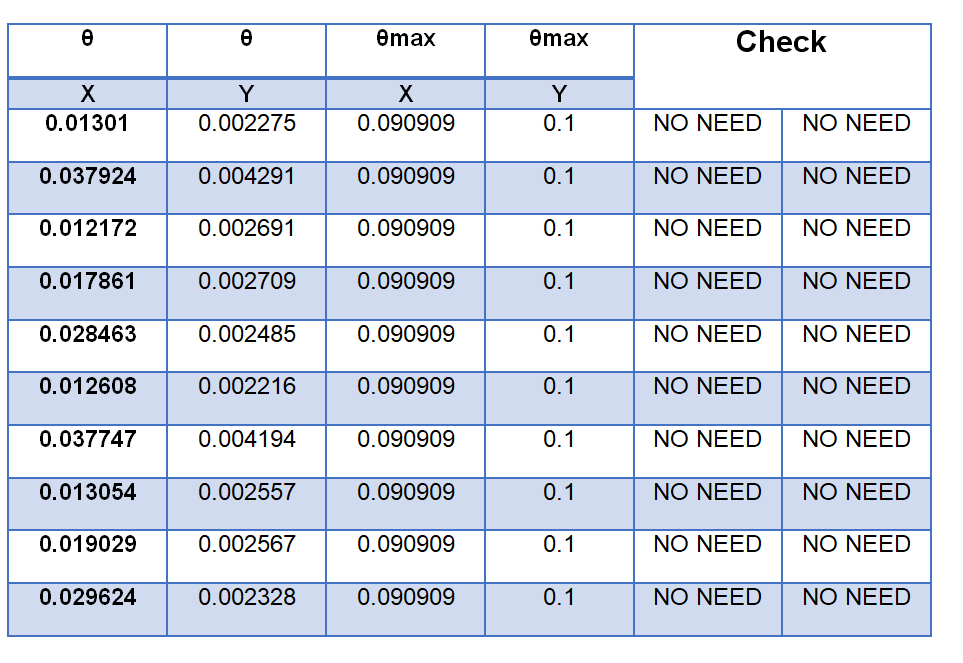 θ θ θmax θmax Check
X Y X Y
0.01301 0.002275 0.090909 0.1 NO NEED NO NEED
0.037924 0.004291 0.090909 0.1 NO NEED NO NEED
0.012172 0.002691 0.090909 0.1 NO NEED NO NEED
0.017861 0.002709 0.090909 0.1 NO NEED NO NEED
0.028463 0.002485 0.090909 0.1 NO NEED NO NEED
0.012608 0.002216 0.090909 0.1 NO NEED NO NEED
0.037747 0.004194 0.090909 0.1 NO NEED NO NEED
0.013054 0.002557 0.090909 0.1 NO NEED NO NEED
0.019029 0.002567 0.090909 0.1 NO NEED NO NEED
0.029624 0.002328 0.090909 0.1 NO NEED NO NEED